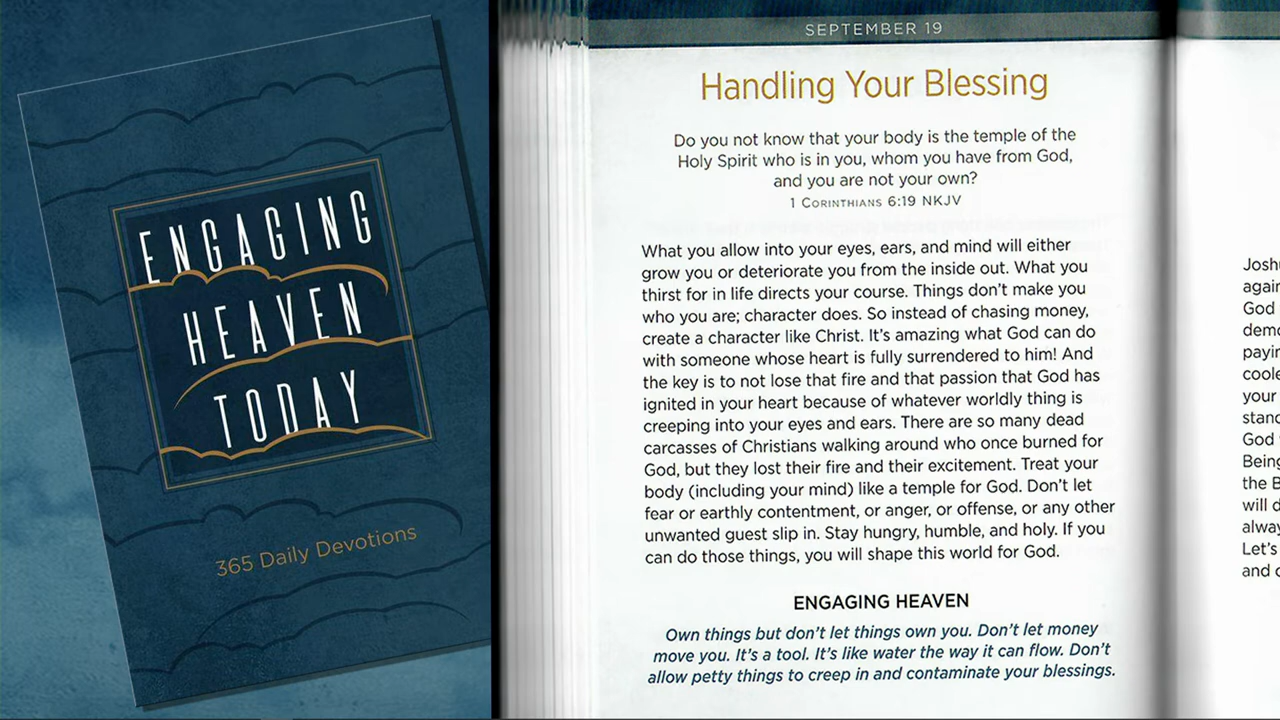 ENGAGING
HEAVEN
TODAY
365 Daily Devotions
SEPTEMBER 19
Handling Your Blessing
Do you not know that your body is the temple of the
Holy Spirit who is in you, whom you have from God,
and you are not your own?
1 CORINTHIANS 6:19 NKJV
What you allow into your eyes, ears, and mind will either
grow you or deteriorate you from the inside out. What you
thirst for in life directs your course. Things don't make you
who you are; character does. So instead of chasing money,
create a character like Christ. It's amazing what God can do
with someone whose heart is fully surrendered to him! And
the key is to not lose that fire and that passion that God has
ignited in your heart because of whatever worldly thing is
creeping into your eyes and ears. There are so many dead
carcasses of Christians walking around who once burned for
God, but they lost their fire and their excitement. Treat your
body (including your mind) like a temple for God. Don't let
fear or earthly contentment, or anger, or offense, or any other
unwanted guest slip in. Stay hungry, humble, and holy. If you
can do those things, you will shape this world for God.
ENGAGING HEAVEN
Own things but don't let things own you. Don't let money
move you. It's a tool. It's like water the way it can flow. Don't
allow petty things to creep in and contaminate your blessings.
God
your
God
Being
the B
will d
Let's
and c